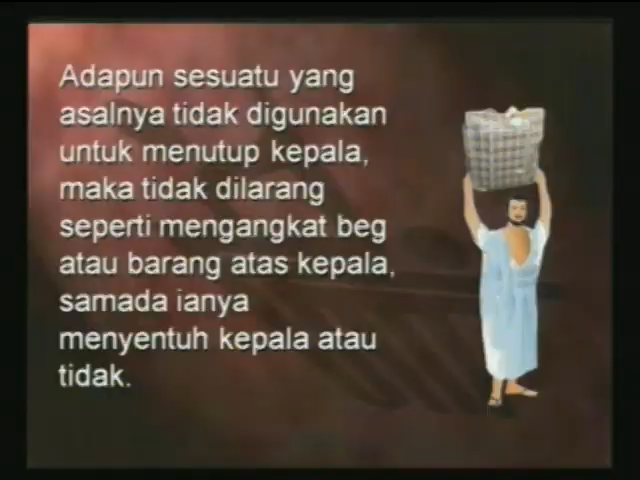 Adapun sesuatu yang
asalnya tidak digunakan
untuk menutup kepala,
maka tidak dilarang
seperti mengangkat beg
atau barang atas kepala,
samada ianya
menyentuh kepala atau
tidak.